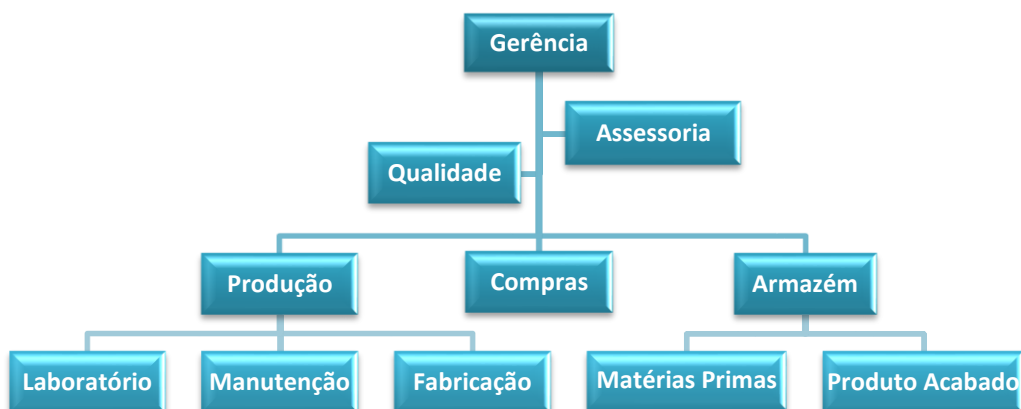 Gerência
Assessoria
Qualidade
Produção
Compras
Armazém
Laboratório
Manutenção
Fabricação
Matérias Primas
Produto Acabado